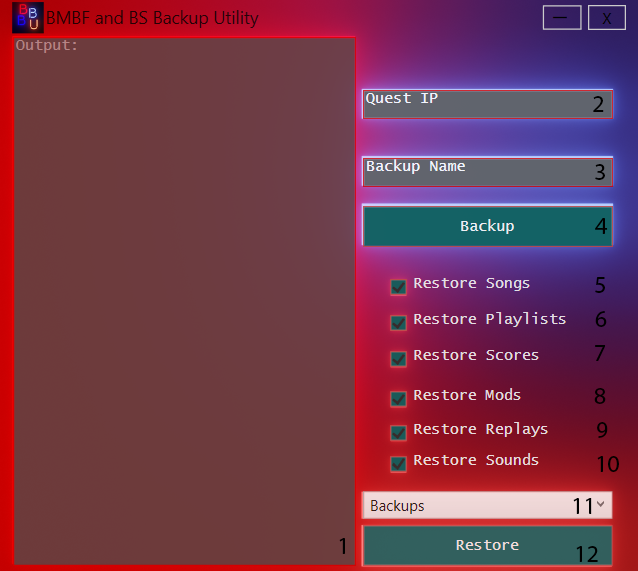 BBBU BMBF and BS Backup Utility — X
Output:
Quest IP 2
Backup Name 3
Backup 4
Restore Songs 5
Restore Playlists 6
Restore Scores 7
Restore Mods 8
Restore Replays 9
Restore Sounds 10
Backups 11
1
Restore 12